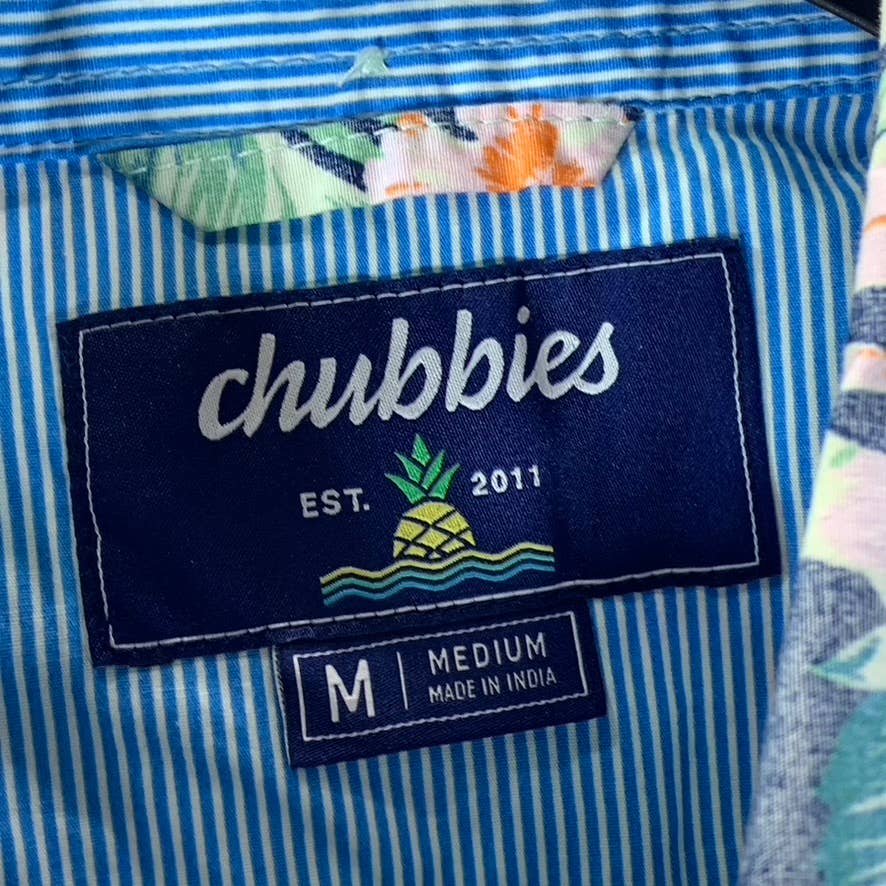 chubbies
EST. 2011
M | MEDIUM
MADE IN INDIA